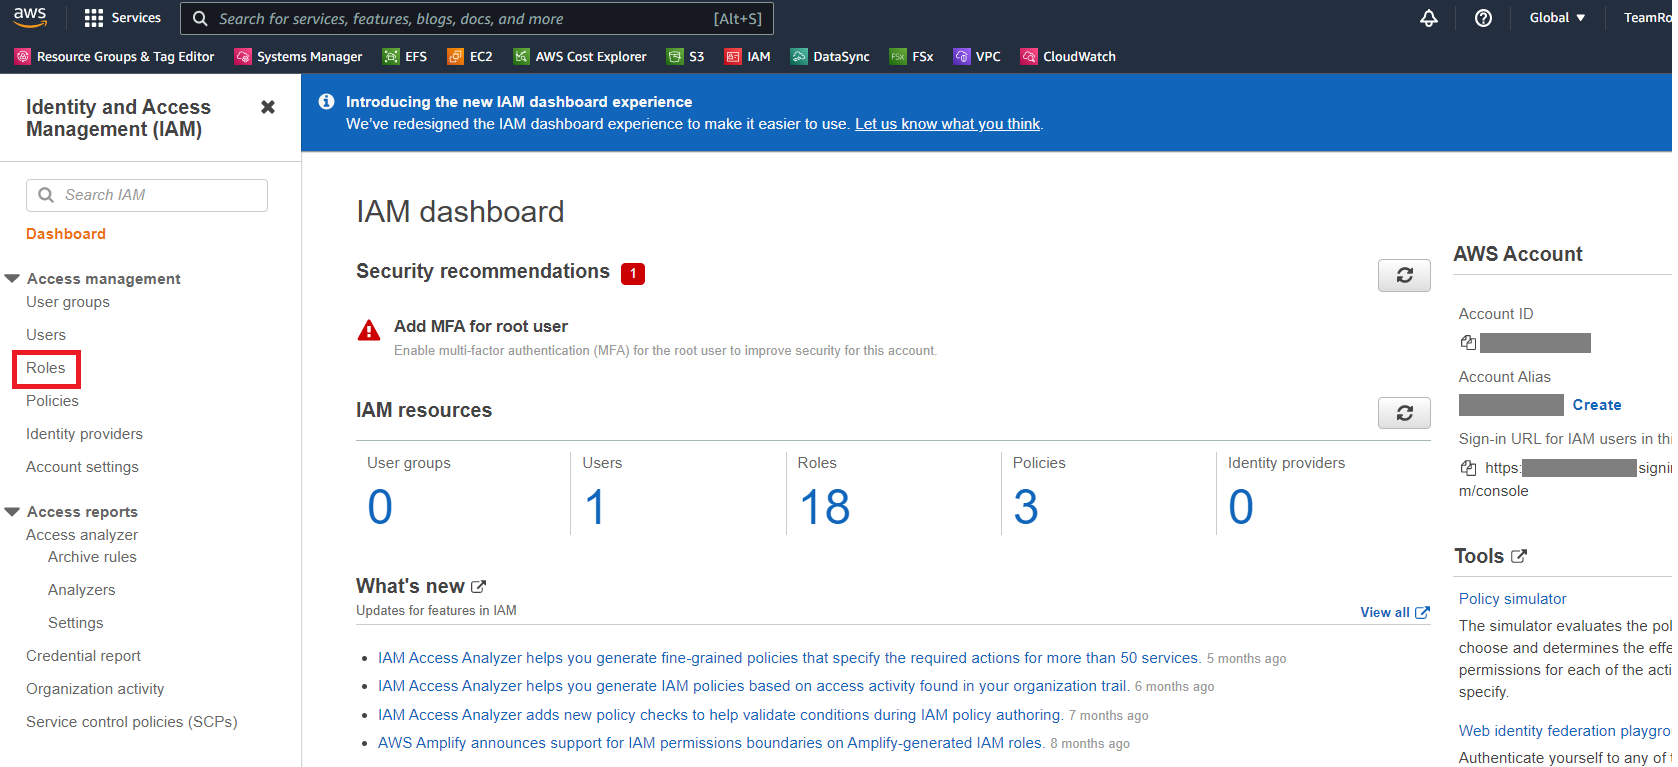 aws
Services
Search for services, features, blogs, docs, and more
[Alt+S]
Global
TeamRo
Resource Groups & Tag Editor
Systems Manager
EFS
EC2
AWS Cost Explorer
S3
IAM
DataSync
FSx
FSx
VPC
CloudWatch
Identity and Access
Management (IAM)
Search IAM
Dashboard
Access management
User groups
Users
Roles
Policies
Identity providers
Account settings
Access reports
Access analyzer
Archive rules
Analyzers
Settings
Credential report
Organization activity
Service control policies (SCPs)
Introducing the new IAM dashboard experience
We've redesigned the IAM dashboard experience to make it easier to use. Let us know what you think.
IAM dashboard
Security recommendations 1
Add MFA for root user
Enable multi-factor authentication (MFA) for the root user to improve security for this account.
IAM resources
User groups
0
Users
1
Roles
18
Policies
3
Identity providers
0
What's new
Updates for features in IAM
View all
IAM Access Analyzer helps you generate fine-grained policies that specify the required actions for more than 50 services. 5 months ago
IAM Access Analyzer helps you generate IAM policies based on access activity found in your organization trail. 6 months ago
IAM Access Analyzer adds new policy checks to help validate conditions during IAM policy authoring. 7 months ago
AWS Amplify announces support for IAM permissions boundaries on Amplify-generated IAM roles. 8 months ago
AWS Account
Account ID
Account Alias
Create
Sign-in URL for IAM users in thi
https: signi
m/console
Tools
Policy simulator
The simulator evaluates the pol
choose and determines the effe
permissions for each of the acti
specify.
Web identity federation playgro
Authenticate yourself to any of t